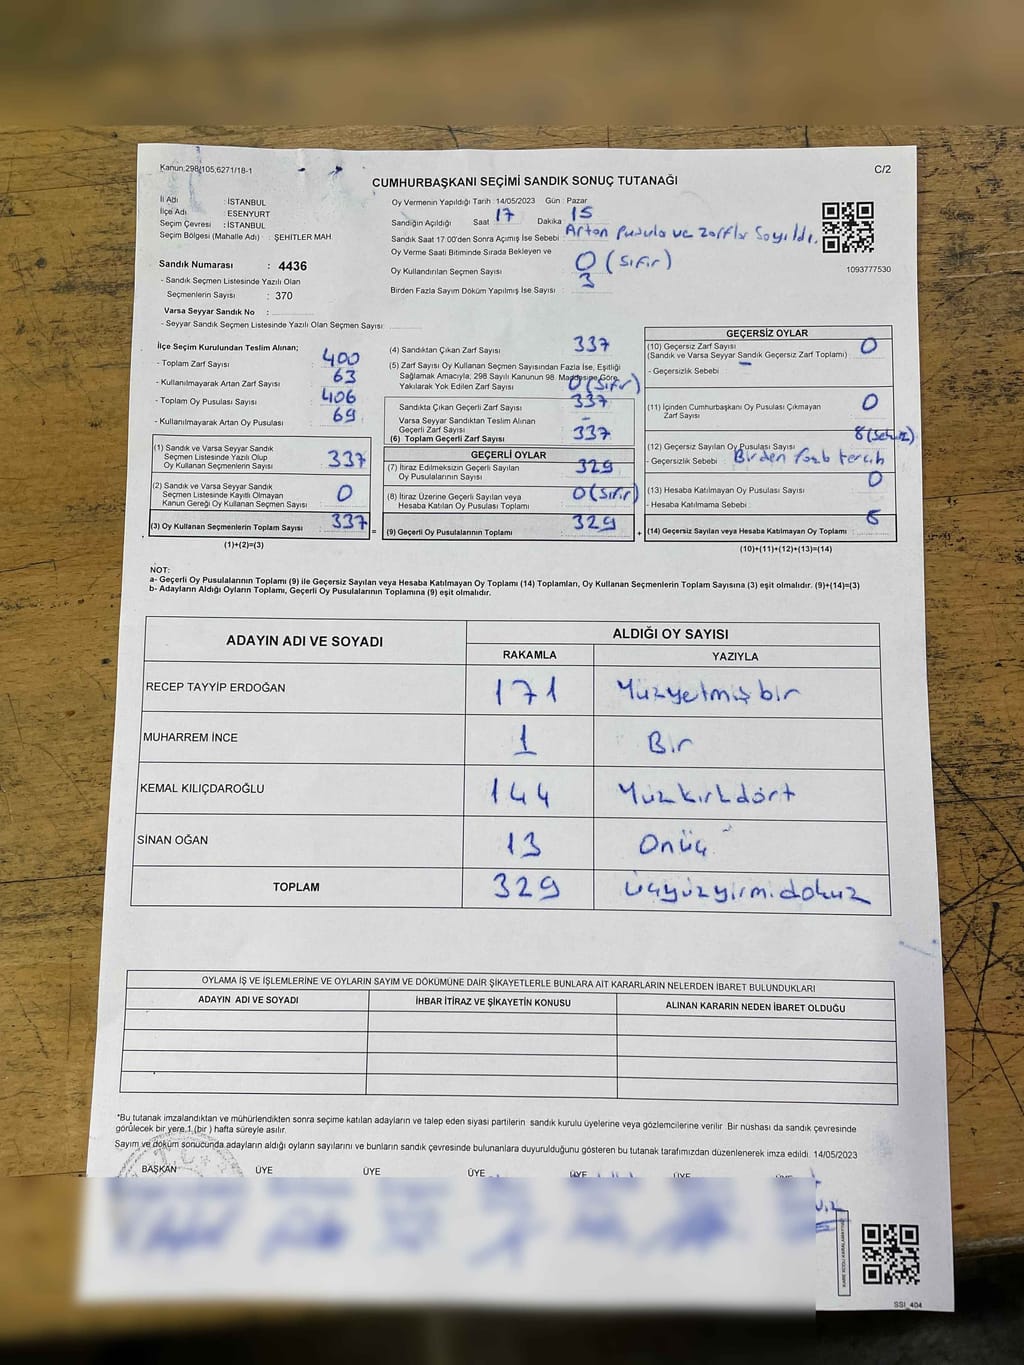 Kanun:298/105,6271/18-1
C/2
CUMHURBAŞKANI SEÇİMİ SANDIK SONUÇ TUTANAĞI
İl Adı : İSTANBUL
İlçe Adı : ESENYURT
Seçim Çevresi : İSTANBUL
Seçim Bölgesi (Mahalle Adı) : ŞEHİTLER MAH.
Sandık Numarası : 4436
- Sandık Seçmen Listesinde Yazılı Olan
Seçmenlerin Sayısı : 370
Varsa Seyyar Sandık No :
- Seyyar Sandık Seçmen Listesinde Yazılı Olan Seçmen Sayısı:
Oy Vermenin Yapıldığı Tarih :14/05/2023 Gün : Pazar
Sandığın Açıldığı Saat 17 Dakika 15
Sandık Saat 17:00'den Sonra Açımış İse Sebebi : Artan Pusula ve Zarflar Sayıldı.
Oy Verme Saati Bitiminde Sırada Bekleyen ve
Oy Kullandırılan Seçmen Sayısı : 0 (Sıfır)
Birden Fazla Sayım Döküm Yapılmış İse Sayısı : 3
1093777530
İlçe Seçim Kurulundan Teslim Alınan;
- Toplam Zarf Sayısı : 400
- Kullanılmayarak Artan Zarf Sayısı : 63
- Toplam Oy Pusulası Sayısı : 406
- Kullanılmayarak Artan Oy Pusulası : 69
(1) Sandık ve Varsa Seyyar Sandık
Seçmen Listesinde Yazılı Olup
Oy Kullanan Seçmenlerin Sayısı 337
(2) Sandık ve Varsa Seyyar Sandık
Seçmen Listesinde Kayıtlı Olmayan
Kanun Gereği Oy Kullanan Seçmen Sayısı 0
(3) Oy Kullanan Seçmenlerin Toplam Sayısı 337
(1)+(2)=(3)
(4) Sandıktan Çıkan Zarf Sayısı 337
(5) Zarf Sayısı Oy Kullanan Seçmen Sayısından Fazla İse, Eşitliği
Sağlamak Amacıyla, 298 Sayılı Kanunun 98. Maddesine Göre
Yakılarak Yok Edilen Zarf Sayısı 0 (Sıfır)
Sandıkta Çıkan Geçerli Zarf Sayısı 337
Varsa Seyyar Sandıktan Teslim Alınan
Geçerli Zarf Sayısı -
(6) Toplam Geçerli Zarf Sayısı 337
GEÇERLİ OYLAR
(7) İtiraz Edilmeksizin Geçerli Sayılan
Oy Pusulalarının Sayısı 329
(8) İtiraz Üzerine Geçerli Sayılan veya
Hesaba Katılan Oy Pusulası Toplamı 0 (Sıfır)
(9) Geçerli Oy Pusulalarının Toplamı 329
=
+
GEÇERSİZ OYLAR
(10) Geçersiz Zarf Sayısı
(Sandık ve Varsa Seyyar Sandık Geçersiz Zarf Toplamı) 0
- Geçersizlik Sebebi : -
(11) İçinden Cumhurbaşkanı Oy Pusulası Çıkmayan
Zarf Sayısı 0
(12) Geçersiz Sayılan Oy Pusulası Sayısı 8 (Sekiz)
- Geçersizlik Sebebi : Birden fazla tercih
(13) Hesaba Katılmayan Oy Pusulası Sayısı 0
- Hesaba Katılmama Sebebi :
(14) Geçersiz Sayılan veya Hesaba Katılmayan Oy Toplamı 8
(10)+(11)+(12)+(13)=(14)
NOT:
a- Geçerli Oy Pusulalarının Toplamı (9) ile Geçersiz Sayılan veya Hesaba Katılmayan Oy Toplamı (14) Toplamları, Oy Kullanan Seçmenlerin Toplam Sayısına (3) eşit olmalıdır. (9)+(14)=(3)
b- Adayların Aldığı Oyların Toplamı, Geçerli Oy Pusulalarının Toplamına (9) eşit olmalıdır.
ADAYIN ADI VE SOYADI
ALDIĞI OY SAYISI
RAKAMLA YAZIYLA
RECEP TAYYİP ERDOĞAN 171 Yüzyetmişbir
MUHARREM İNCE 1 Bir
KEMAL KILIÇDAROĞLU 144 Yüzkırkdört
SİNAN OĞAN 13 Onüç
TOPLAM 329 Üçyüzyirmidokuz
OYLAMA İŞ VE İŞLEMLERİNE VE OYLARIN SAYIM VE DÖKÜMÜNE DAİR ŞİKAYETLERLE BUNLARA AİT KARARLARIN NELERDEN İBARET BULUNDUKLARI
ADAYIN ADI VE SOYADI İHBAR İTİRAZ VE ŞİKAYETİN KONUSU ALINAN KARARIN NEDEN İBARET OLDUĞU
*Bu tutanak imzalandıktan ve mühürlendikten sonra seçime katılan adayların ve talep eden siyasi partilerin sandık kurulu üyelerine veya gözlemcilerine verilir. Bir nüshası da sandık çevresinde
görülecek bir yere 1 (bir ) hafta süreyle asılır.
Sayım ve döküm sonucunda adayların aldığı oyların sayılarını ve bunların sandık çevresinde bulunanlara duyurulduğunu gösteren bu tutanak tarafımızdan düzenlenerek imza edildi. 14/05/2023
BAŞKAN ÜYE ÜYE ÜYE ÜYE ÜYE ÜYE
KARE KODU KARALAMAYINIZ
SSI_404